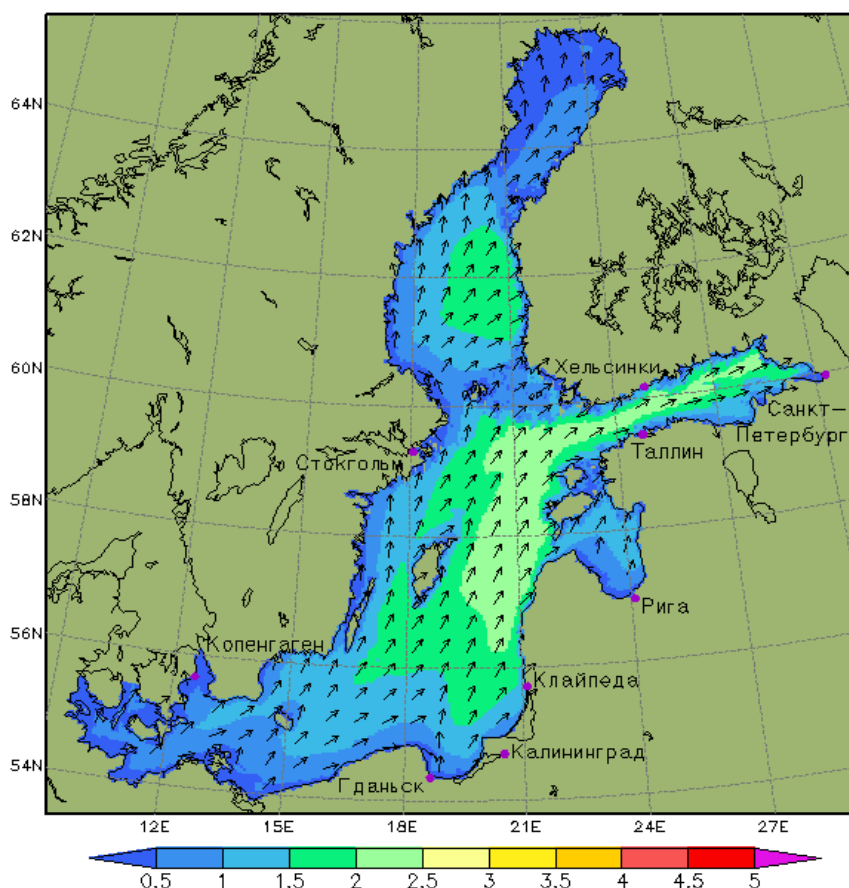 64N
62N
60N
Хельсинки
Санкт-
Петербург
Таллин
Стокгольм
58N
Рига
56N
Копенгаген
Клайпеда
Калининград
54N
Гданьск
12E 15E 18E 21E 24E 27E
0.5 1 1.5 2 2.5 3 3.5 4 4.5 5